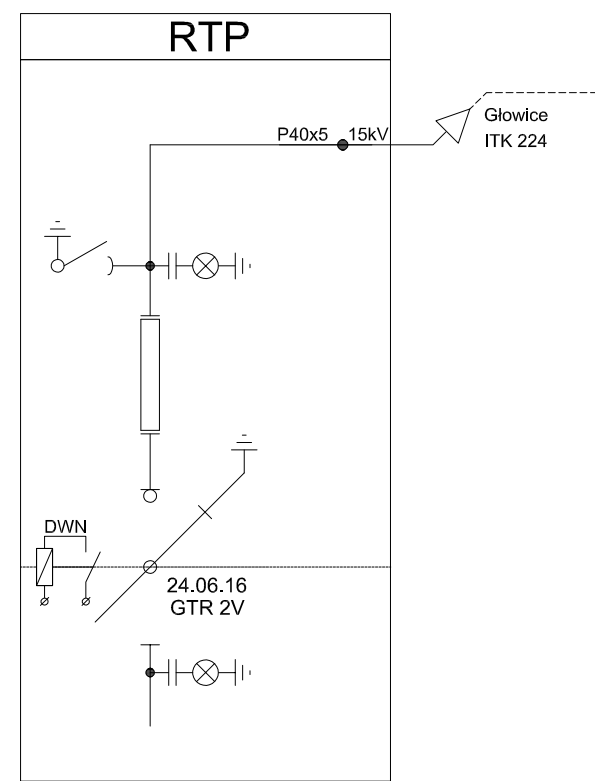 RTP
P40x5 15kV
Głowice
ITK 224
DWN
24.06.16
GTR 2V